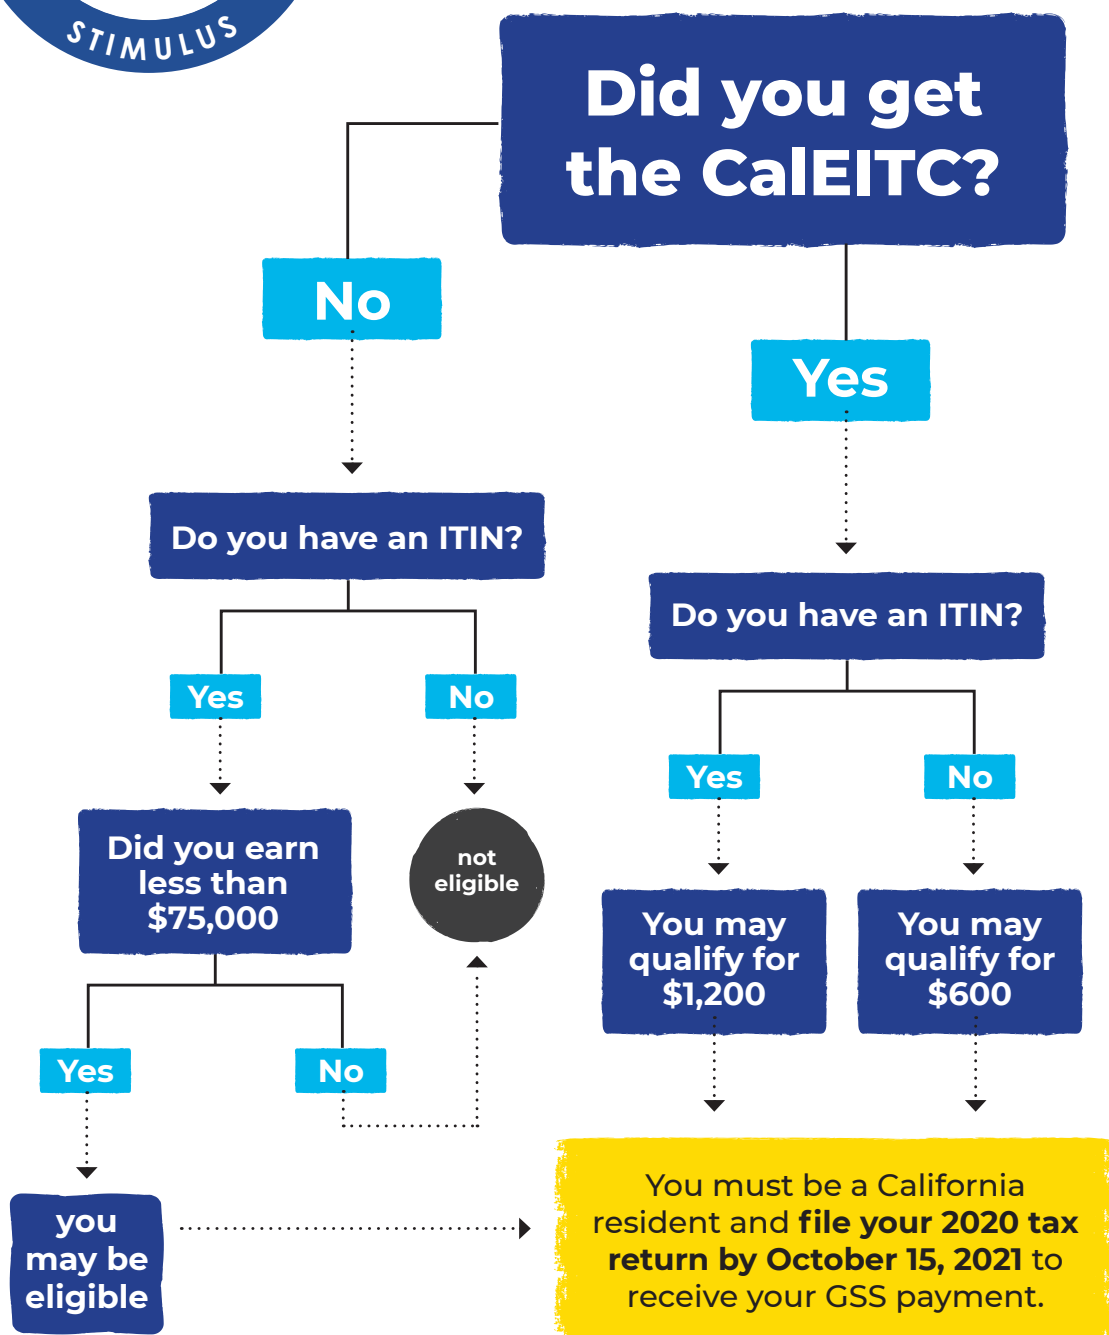 STIMULUS
Did you get
the CalEITC?
No
Yes
Do you have an ITIN?
Do you have an ITIN?
Yes
No
Yes
No
Did you earn
less than
$75,000
not
eligible
You may
qualify for
$1,200
You may
qualify for
$600
Yes
No
you
may be
eligible
You must be a California
resident and file your 2020 tax
return by October 15, 2021 to
receive your GSS payment.